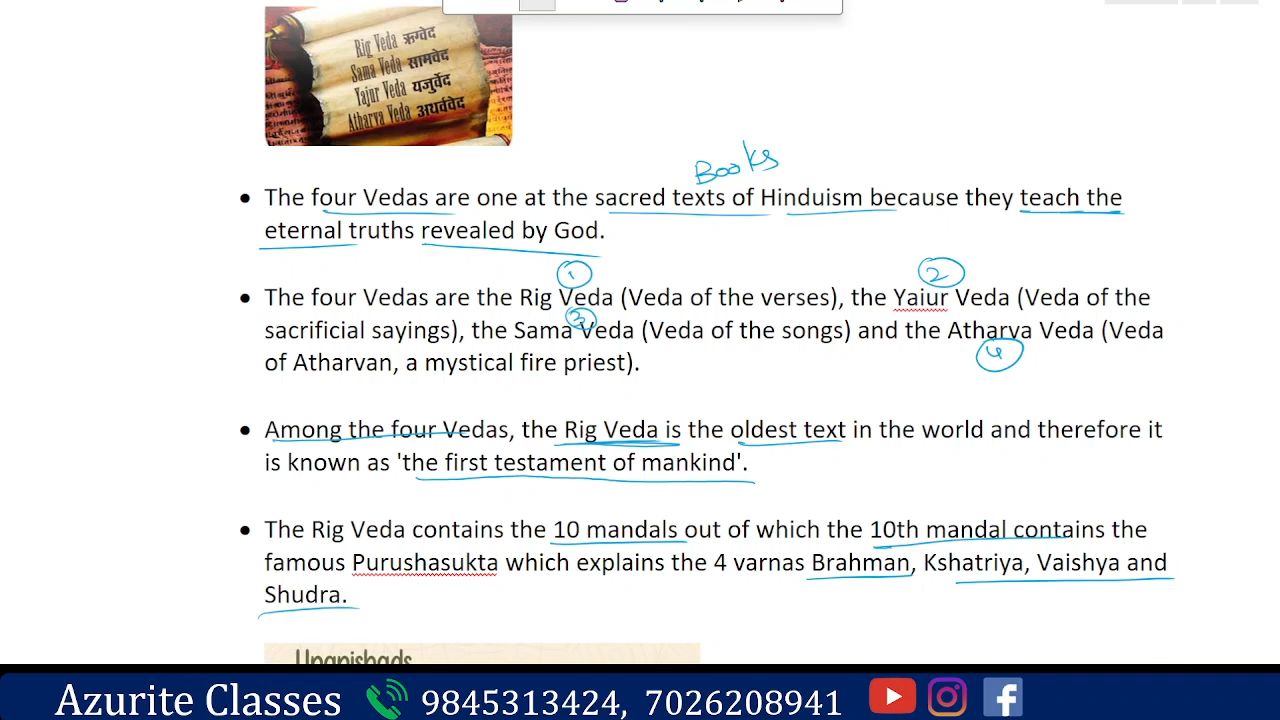 Rig Veda ऋग्वेद
Sama Veda सामवेद
Yajur Veda यजुर्वेद
Atharva Veda अथर्ववेद
Books
• The four Vedas are one at the sacred texts of Hinduism because they teach the
eternal truths revealed by God.
1 2
• The four Vedas are the Rig Veda (Veda of the verses), the Yaiur Veda (Veda of the
3
sacrificial sayings), the Sama Veda (Veda of the songs) and the Atharva Veda (Veda
4
of Atharvan, a mystical fire priest).
• Among the four Vedas, the Rig Veda is the oldest text in the world and therefore it
is known as 'the first testament of mankind'.
• The Rig Veda contains the 10 mandals out of which the 10th mandal contains the
famous Purushasukta which explains the 4 varnas Brahman, Kshatriya, Vaishya and
Shudra.
Upanishads
Azurite Classes 9845313424, 7026208941